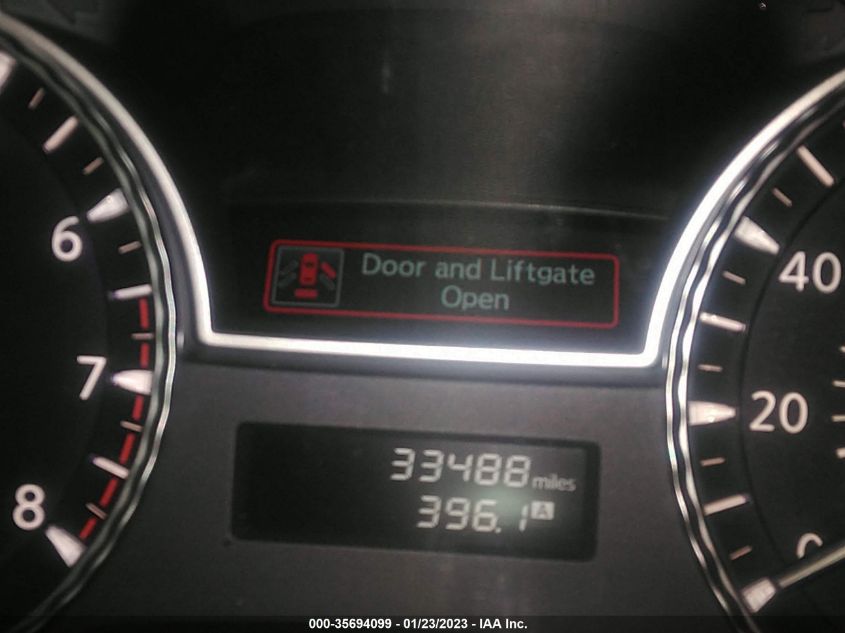 Door and Liftgate
Open
6
7
8
40
20
0
33488 miles
396.1 A
000-35694099 - 01/23/2023 - IAA Inc.